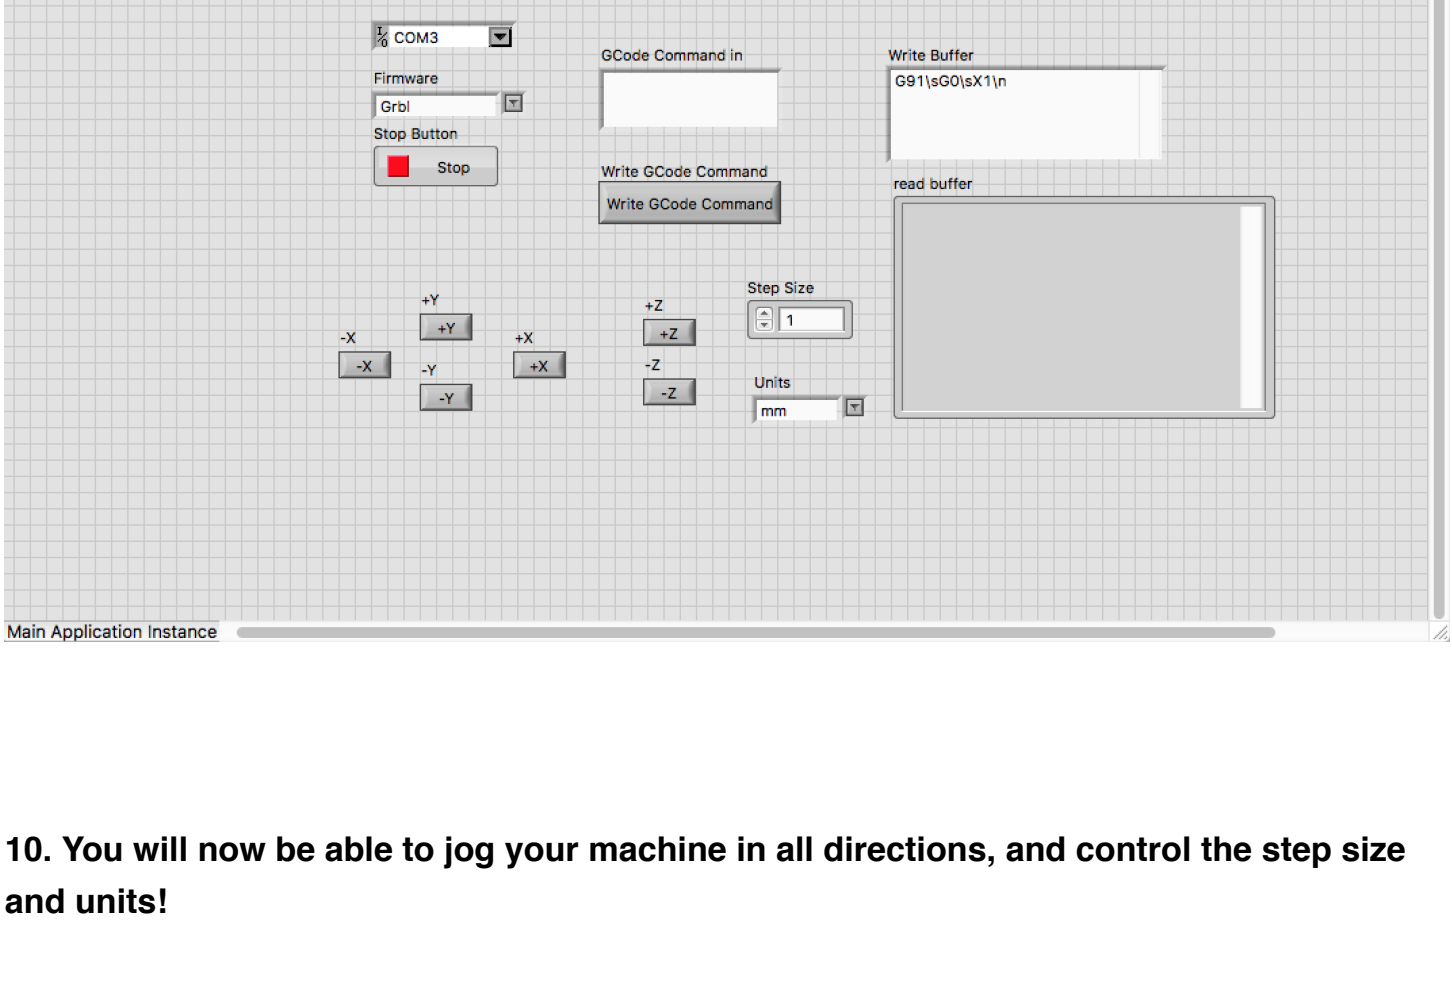 COM3
Firmware
Grbl
Stop Button
Stop
GCode Command in
Write GCode Command
Write GCode Command
Write Buffer
G91\sG0\sX1\n
read buffer
+Y
+Y
-X
-X
+X
+X
-Y
-Y
+Z
+Z
-Z
-Z
Step Size
1
Units
mm
Main Application Instance
10. You will now be able to jog your machine in all directions, and control the step size
and units!